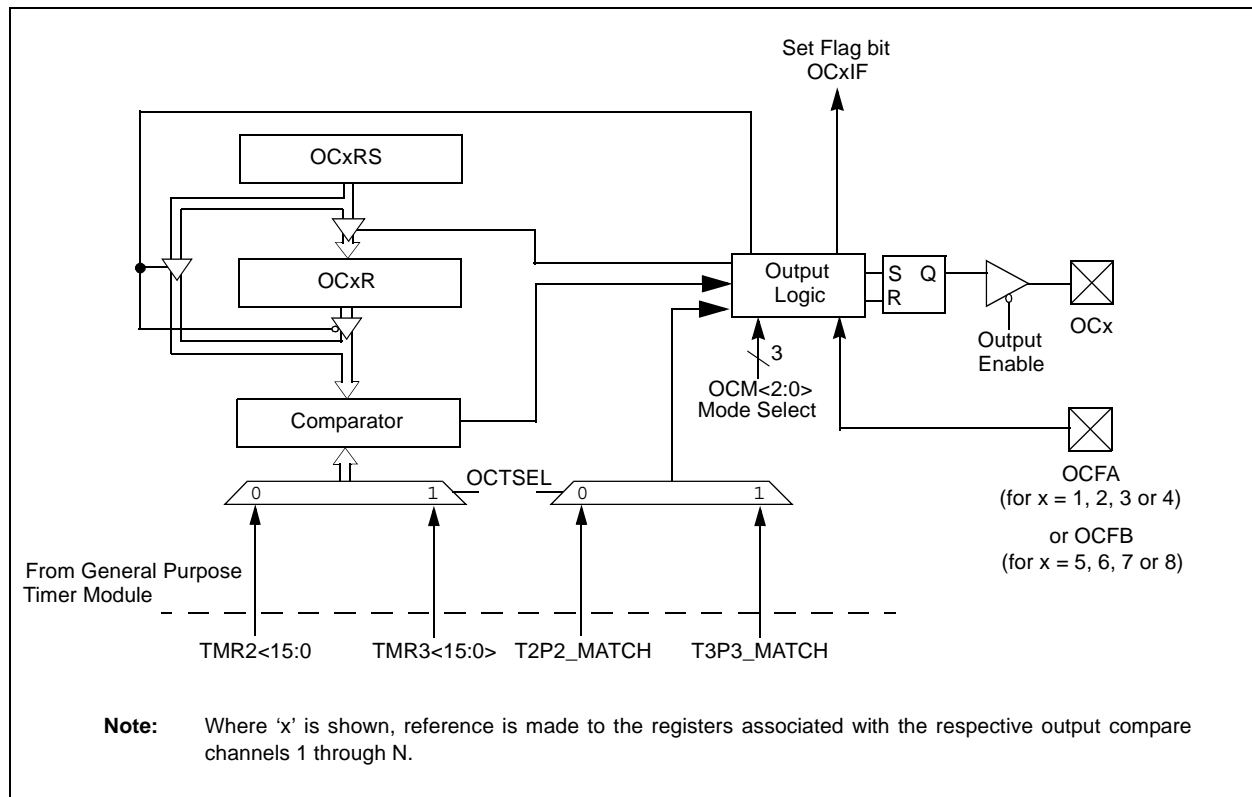 Set Flag bit
OCxIF
OCxRS
OCxR
Output
Logic
S Q
R
OCx
Output
Enable
3
OCM<2:0>
Mode Select
Comparator
OCTSEL
0 1
0 1
OCFA
(for x = 1, 2, 3 or 4)
or OCFB
(for x = 5, 6, 7 or 8)
From General Purpose
Timer Module
TMR2<15:0 TMR3<15:0> T2P2_MATCH T3P3_MATCH
Note: Where ‘x’ is shown, reference is made to the registers associated with the respective output compare
channels 1 through N.